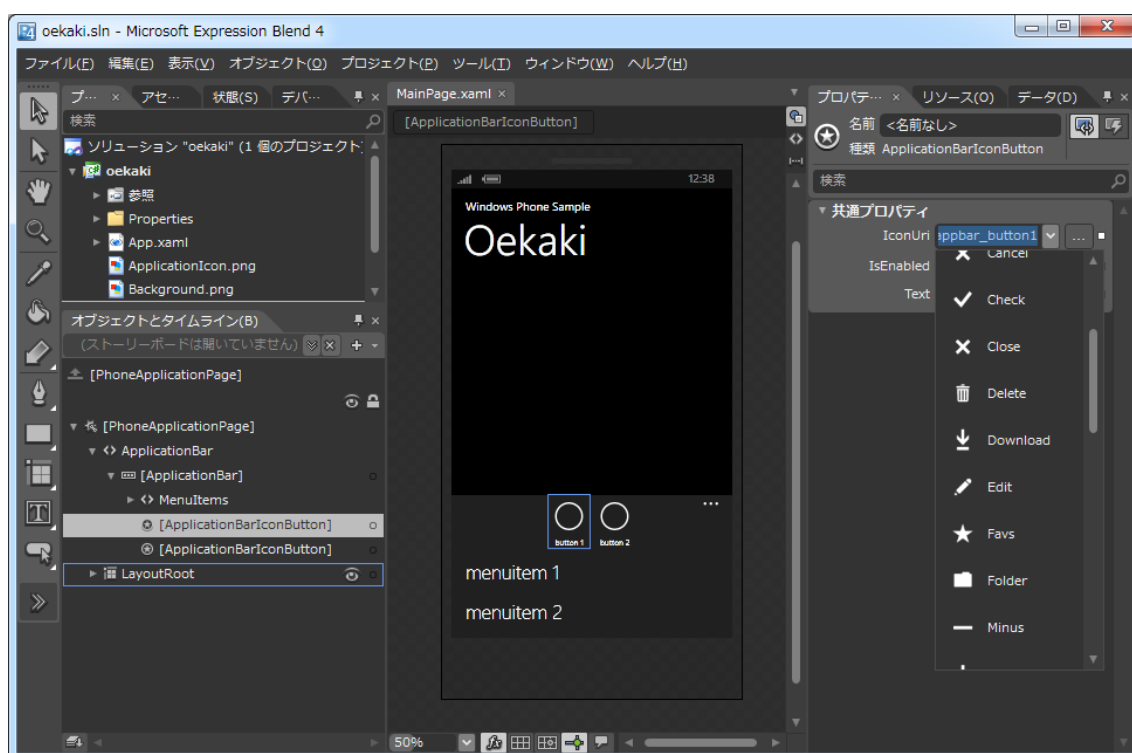 oekaki.sln - Microsoft Expression Blend 4
ファイル(F) 編集(E) 表示(V) オブジェクト(O) プロジェクト(P) ツール(T) ウィンドウ(W) ヘルプ(H)
プ… × アセ… 状態(S) デバ…
検索
ソリューション "oekaki" (1 個のプロジェクト)
oekaki
参照
Properties
App.xaml
ApplicationIcon.png
Background.png
オブジェクトとタイムライン(B)
(ストーリーボードは開いていません)
[PhoneApplicationPage]
[PhoneApplicationPage]
ApplicationBar
[ApplicationBar]
MenuItems
[ApplicationBarIconButton]
[ApplicationBarIconButton]
LayoutRoot
MainPage.xaml ×
[ApplicationBarIconButton]
12:38
Windows Phone Sample
Oekaki
button 1 button 2
menuitem 1
menuitem 2
50%
プロパテ… × リソース(O) データ(D)
名前 <名前なし>
種類 ApplicationBarIconButton
検索
共通プロパティ
IconUri appbar_button1 ...
IsEnabled
Text
Cancel
Check
Close
Delete
Download
Edit
Favs
Folder
Minus